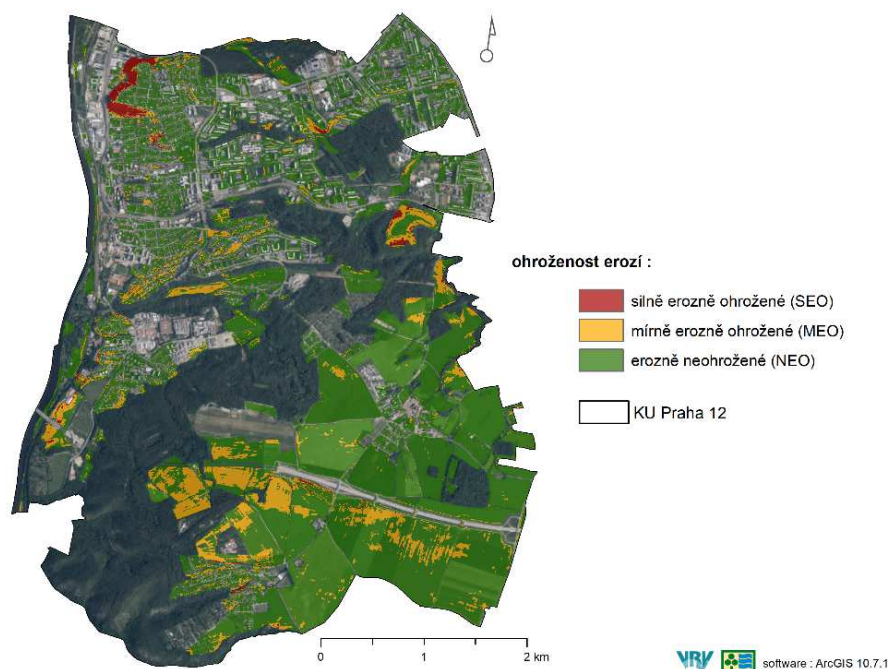 ohroženost erozí :
silně erozně ohrožené (SEO)
mírně erozně ohrožené (MEO)
erozně neohrožené (NEO)
KU Praha 12
0 1 2 km
VRV software : ArcGIS 10.7.1